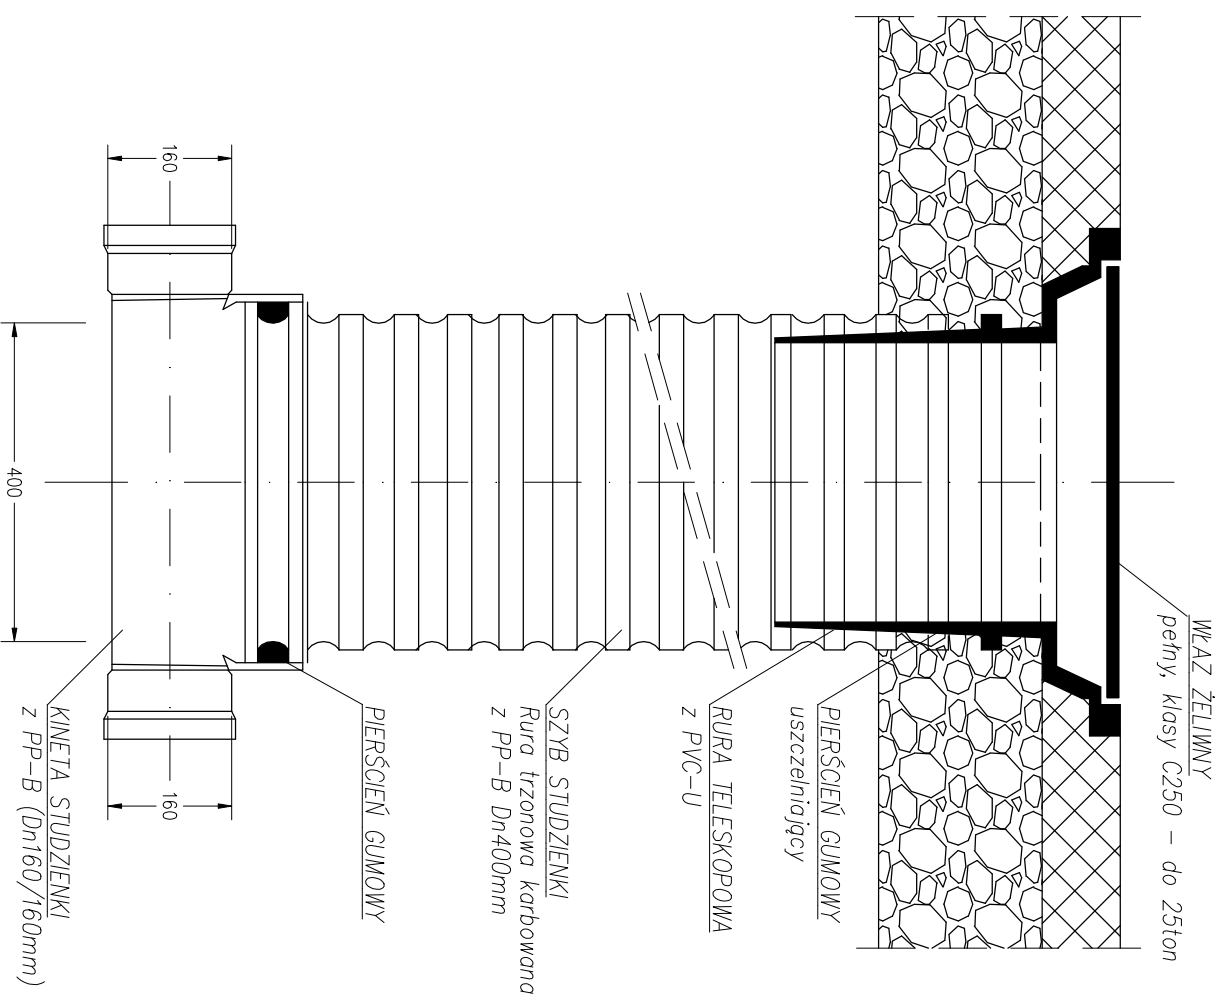 WŁAZ ŻELIWNY
pełny, klasy C250 – do 25ton
PIERŚCIEŃ GUMOWY
uszczelniający
RURA TELESKOPOWA
z PVC–U
SZYB STUDZIENKI
Rura trzonowa karbowana
z PP–B Dn400mm
PIERŚCIEŃ GUMOWY
KINETA STUDZIENKI
z PP–B (Dn160/160mm)
160
400
160